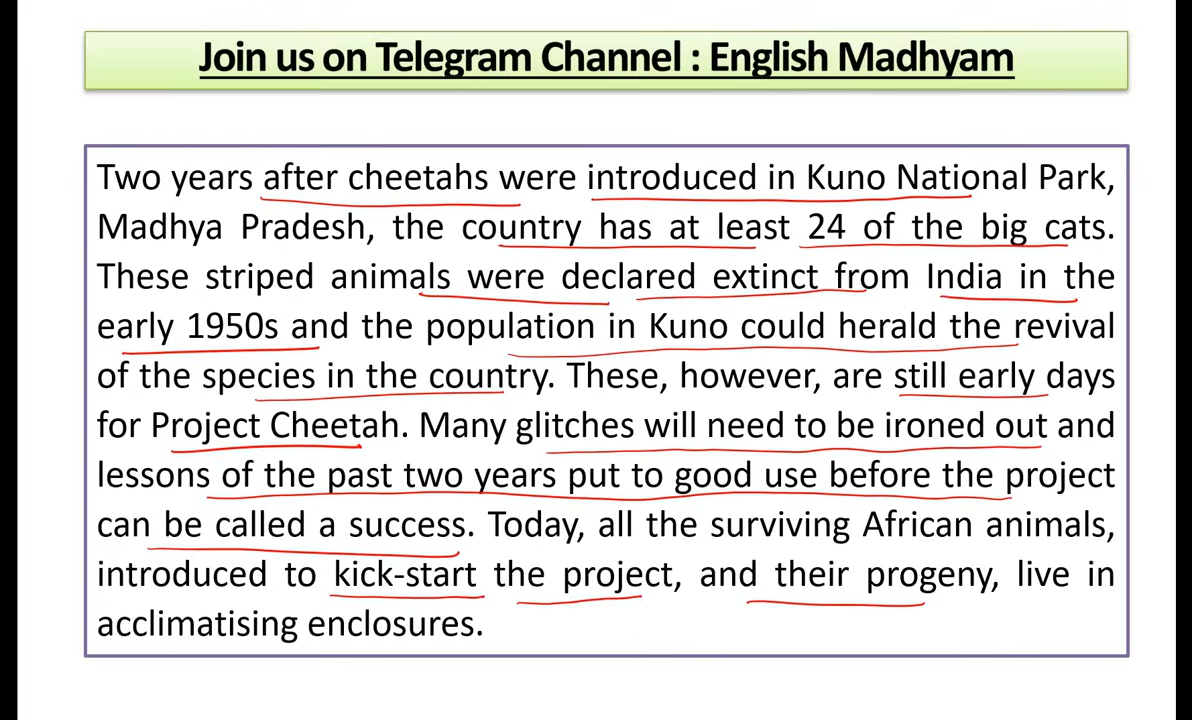 Join us on Telegram Channel : English Madhyam
Two years after cheetahs were introduced in Kuno National Park,
Madhya Pradesh, the country has at least 24 of the big cats.
These striped animals were declared extinct from India in the
early 1950s and the population in Kuno could herald the revival
of the species in the country. These, however, are still early days
for Project Cheetah. Many glitches will need to be ironed out and
lessons of the past two years put to good use before the project
can be called a success. Today, all the surviving African animals,
introduced to kick-start the project, and their progeny, live in
acclimatising enclosures.